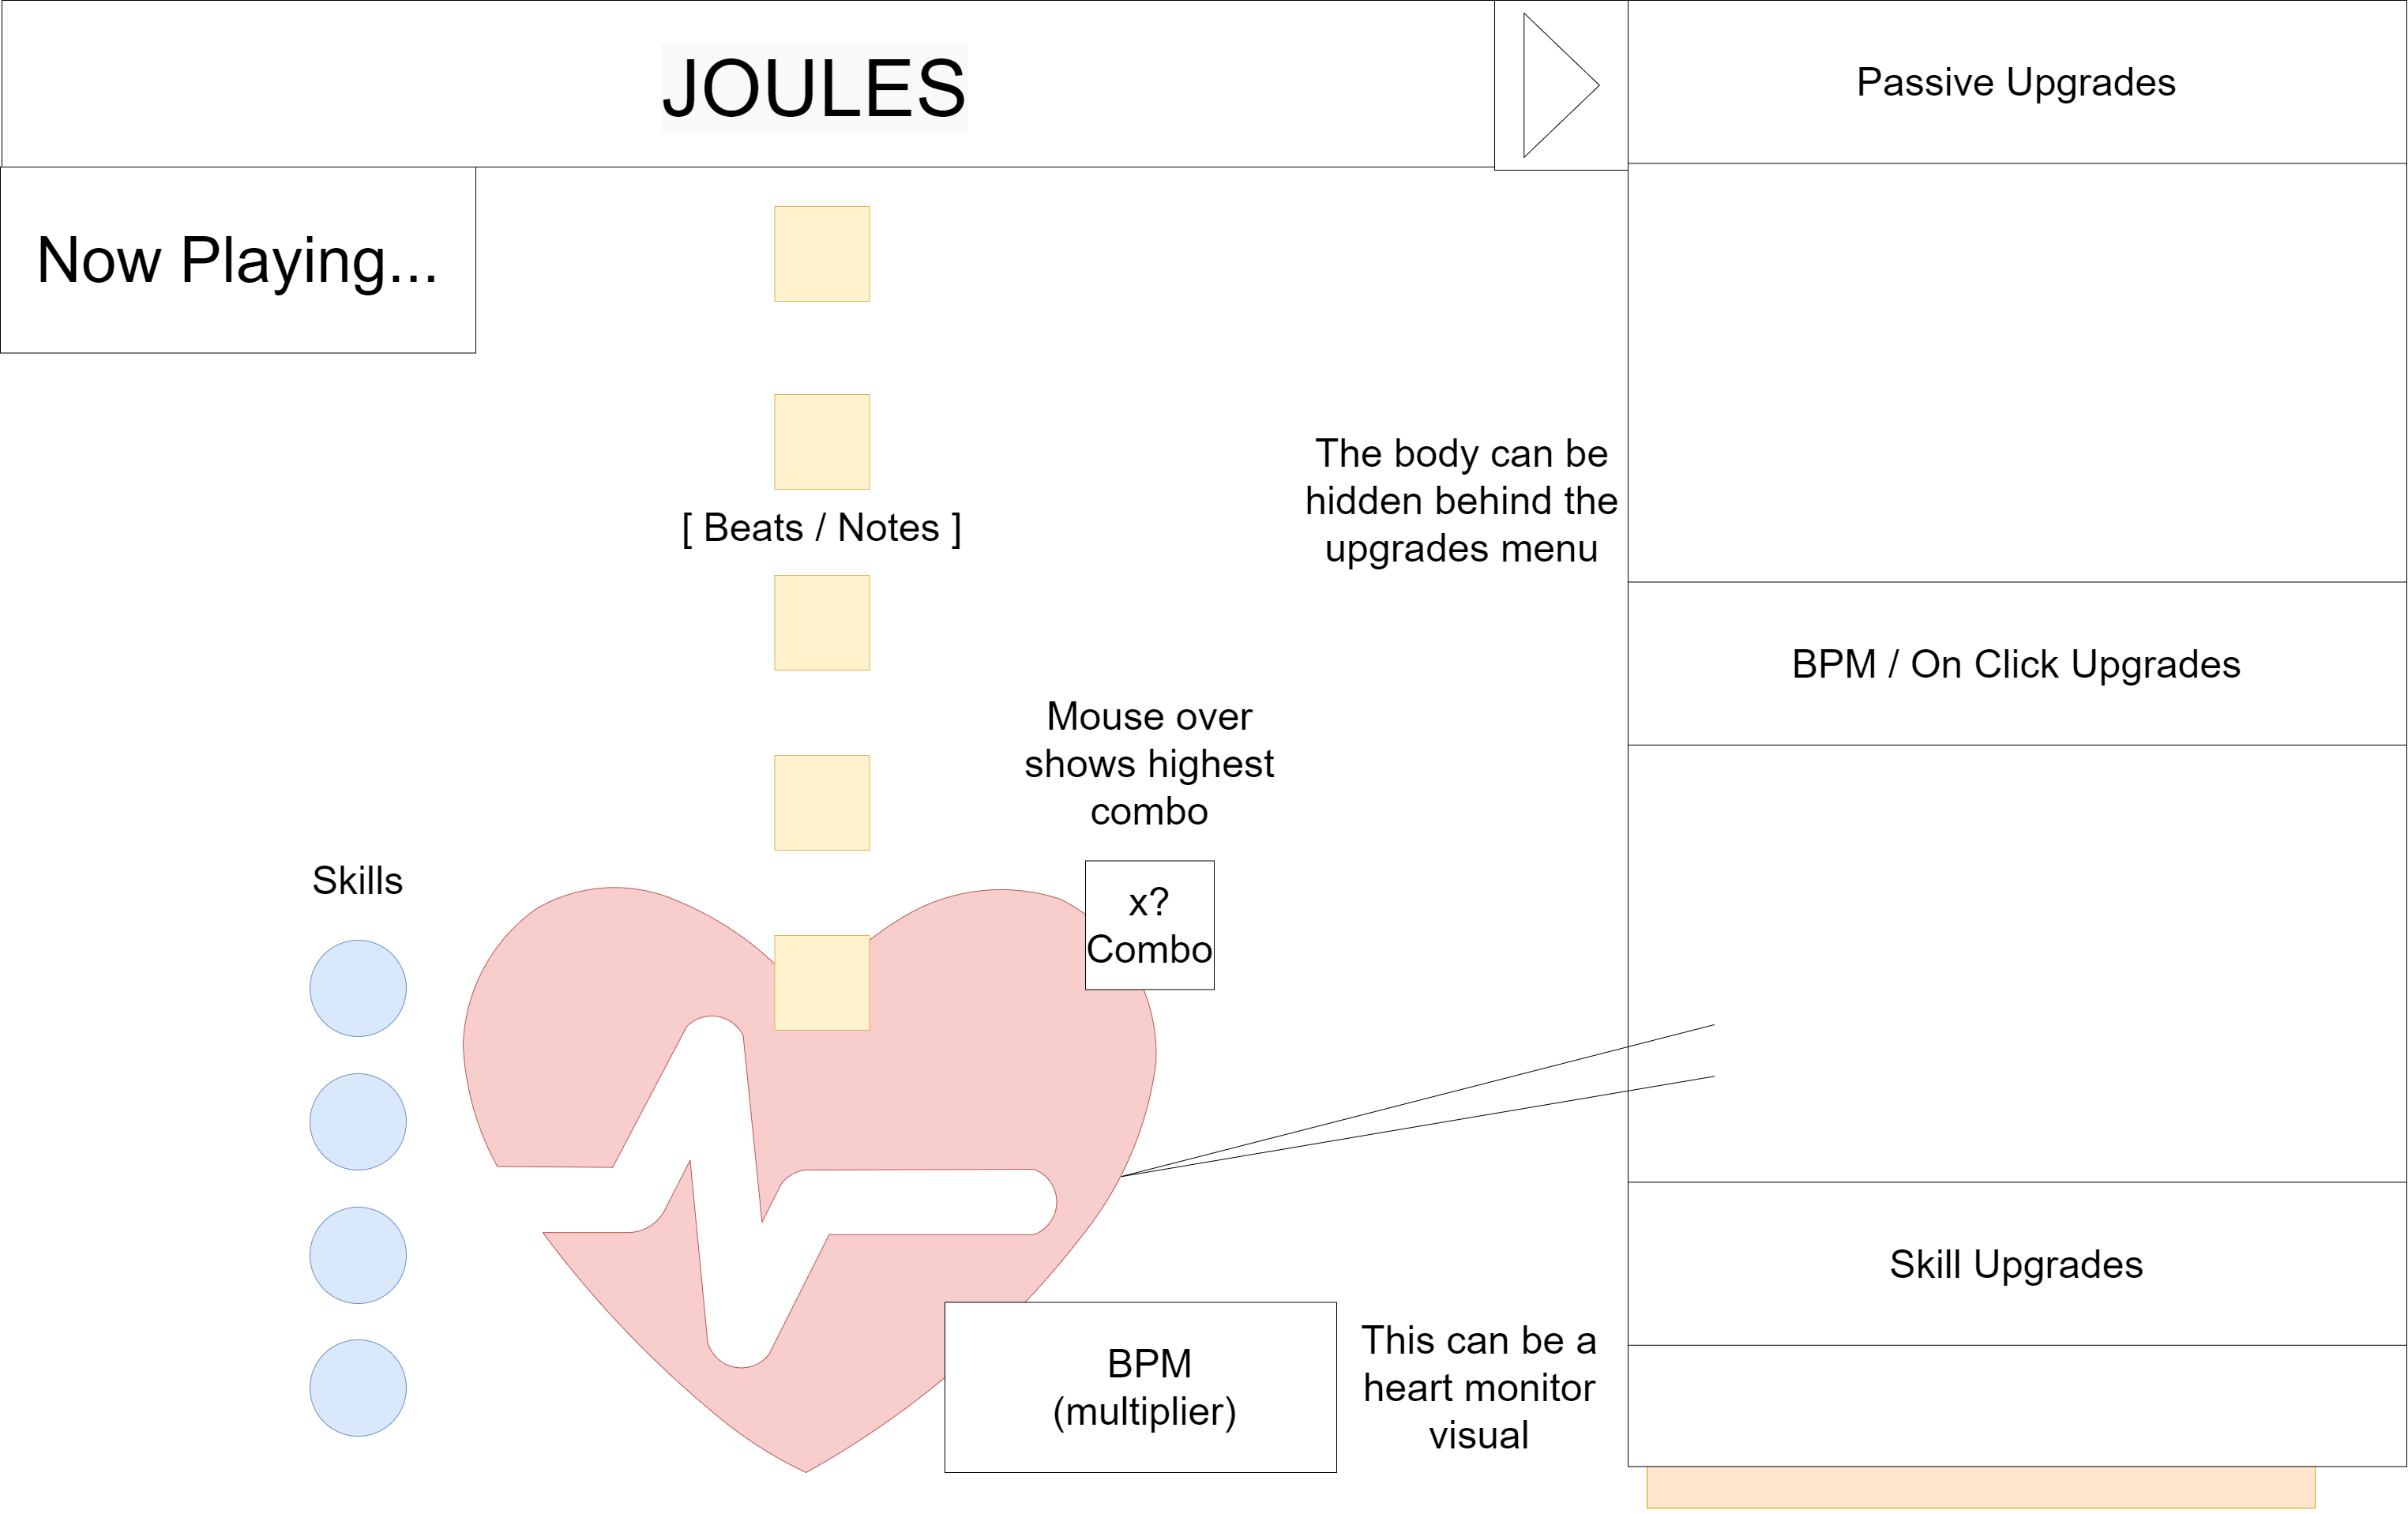 JOULES
Passive Upgrades
Now Playing...
The body can be
hidden behind the
upgrades menu
[ Beats / Notes ]
BPM / On Click Upgrades
Mouse over
shows highest
combo
Skills
x?
Combo
Skill Upgrades
BPM
(multiplier)
This can be a
heart monitor
visual